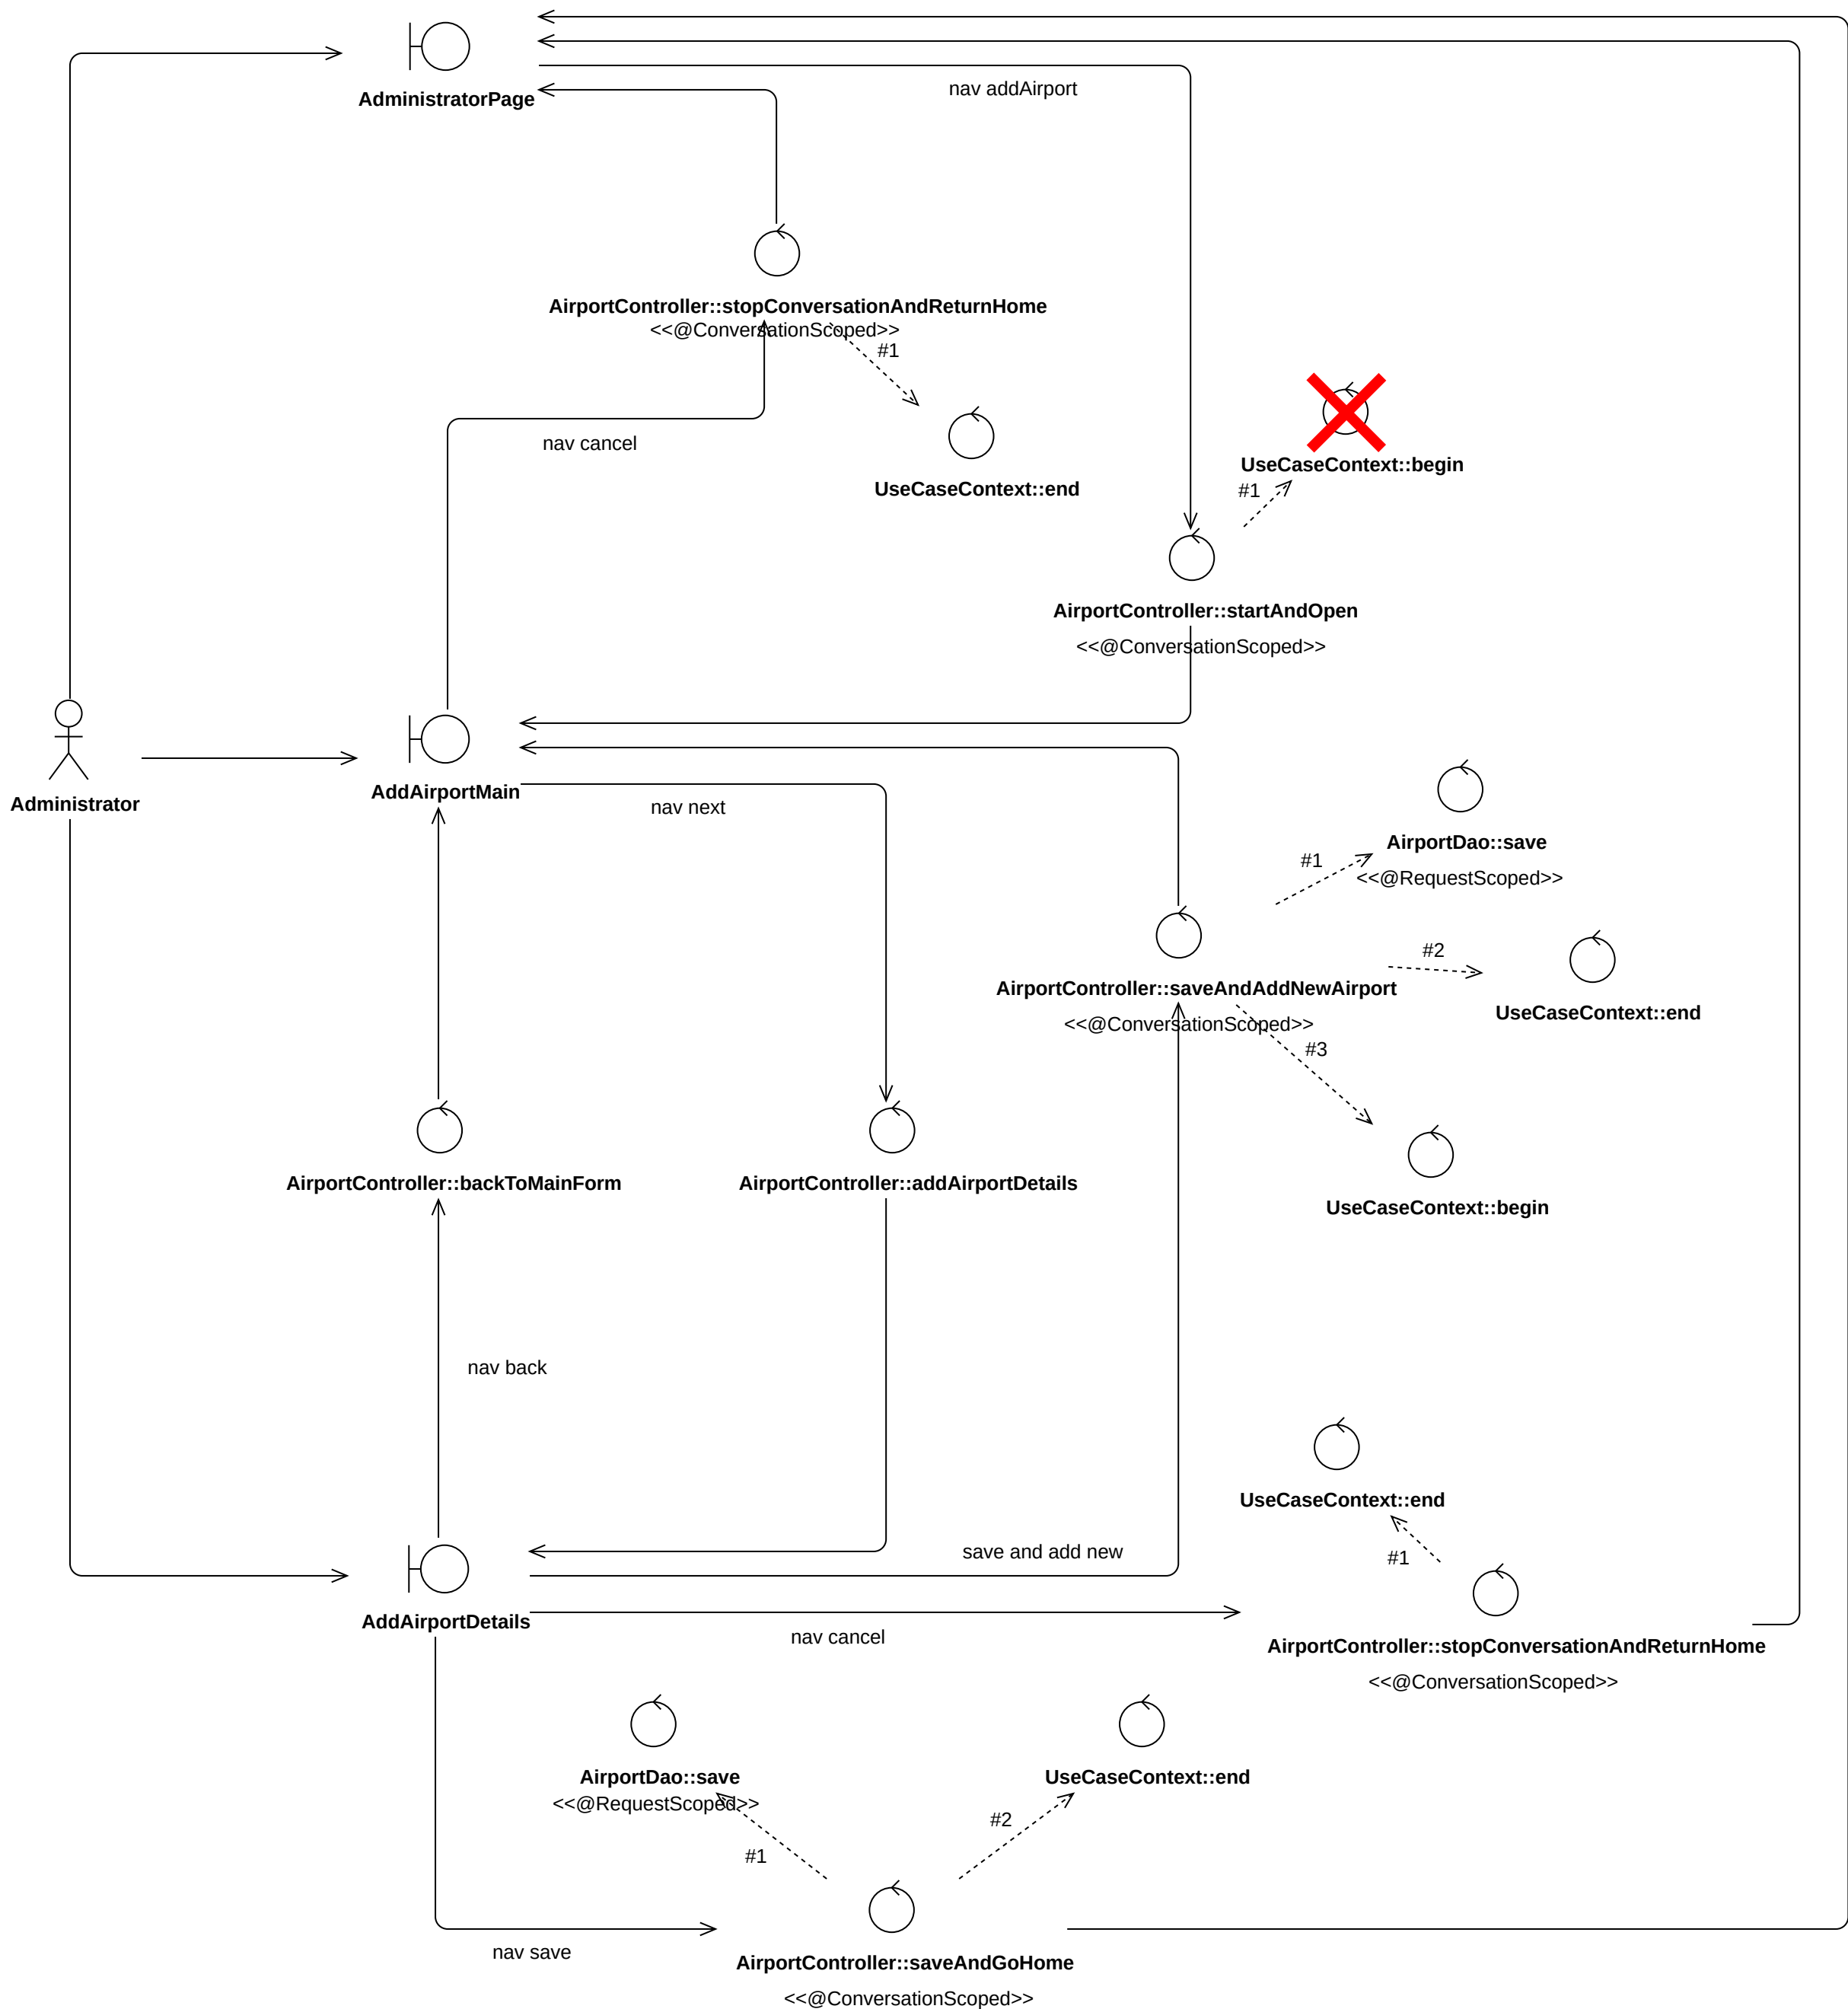 nav addAirport
AdministratorPage
AirportController::stopConversationAndReturnHome
<<@ConversationScoped>>
#1
nav cancel
UseCaseContext::begin
UseCaseContext::end
#1
AirportController::startAndOpen
<<@ConversationScoped>>
Administrator
AddAirportMain
nav next
AirportDao::save
#1
<<@RequestScoped>>
#2
AirportController::saveAndAddNewAirport
UseCaseContext::end
<<@ConversationScoped>>
#3
AirportController::backToMainForm
AirportController::addAirportDetails
UseCaseContext::begin
nav back
UseCaseContext::end
save and add new
#1
AddAirportDetails
nav cancel
AirportController::stopConversationAndReturnHome
<<@ConversationScoped>>
AirportDao::save
UseCaseContext::end
<<@RequestScoped>>
#2
#1
nav save
AirportController::saveAndGoHome
<<@ConversationScoped>>